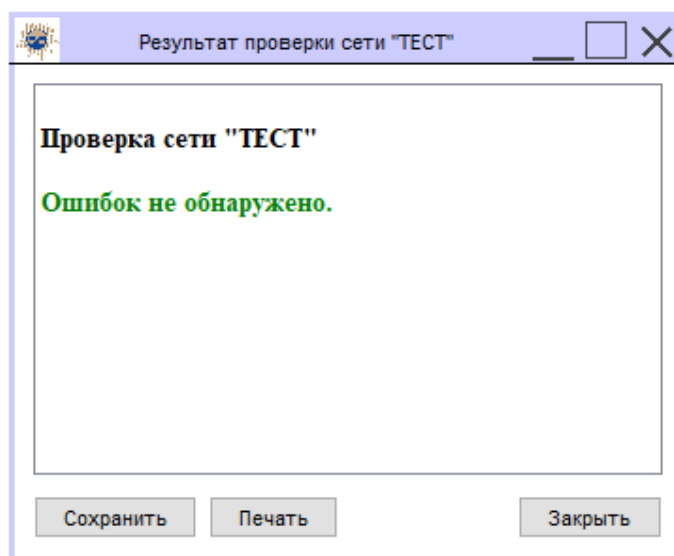 Результат проверки сети "ТЕСТ"
Проверка сети "ТЕСТ"
Ошибок не обнаружено.
Сохранить Печать Закрыть